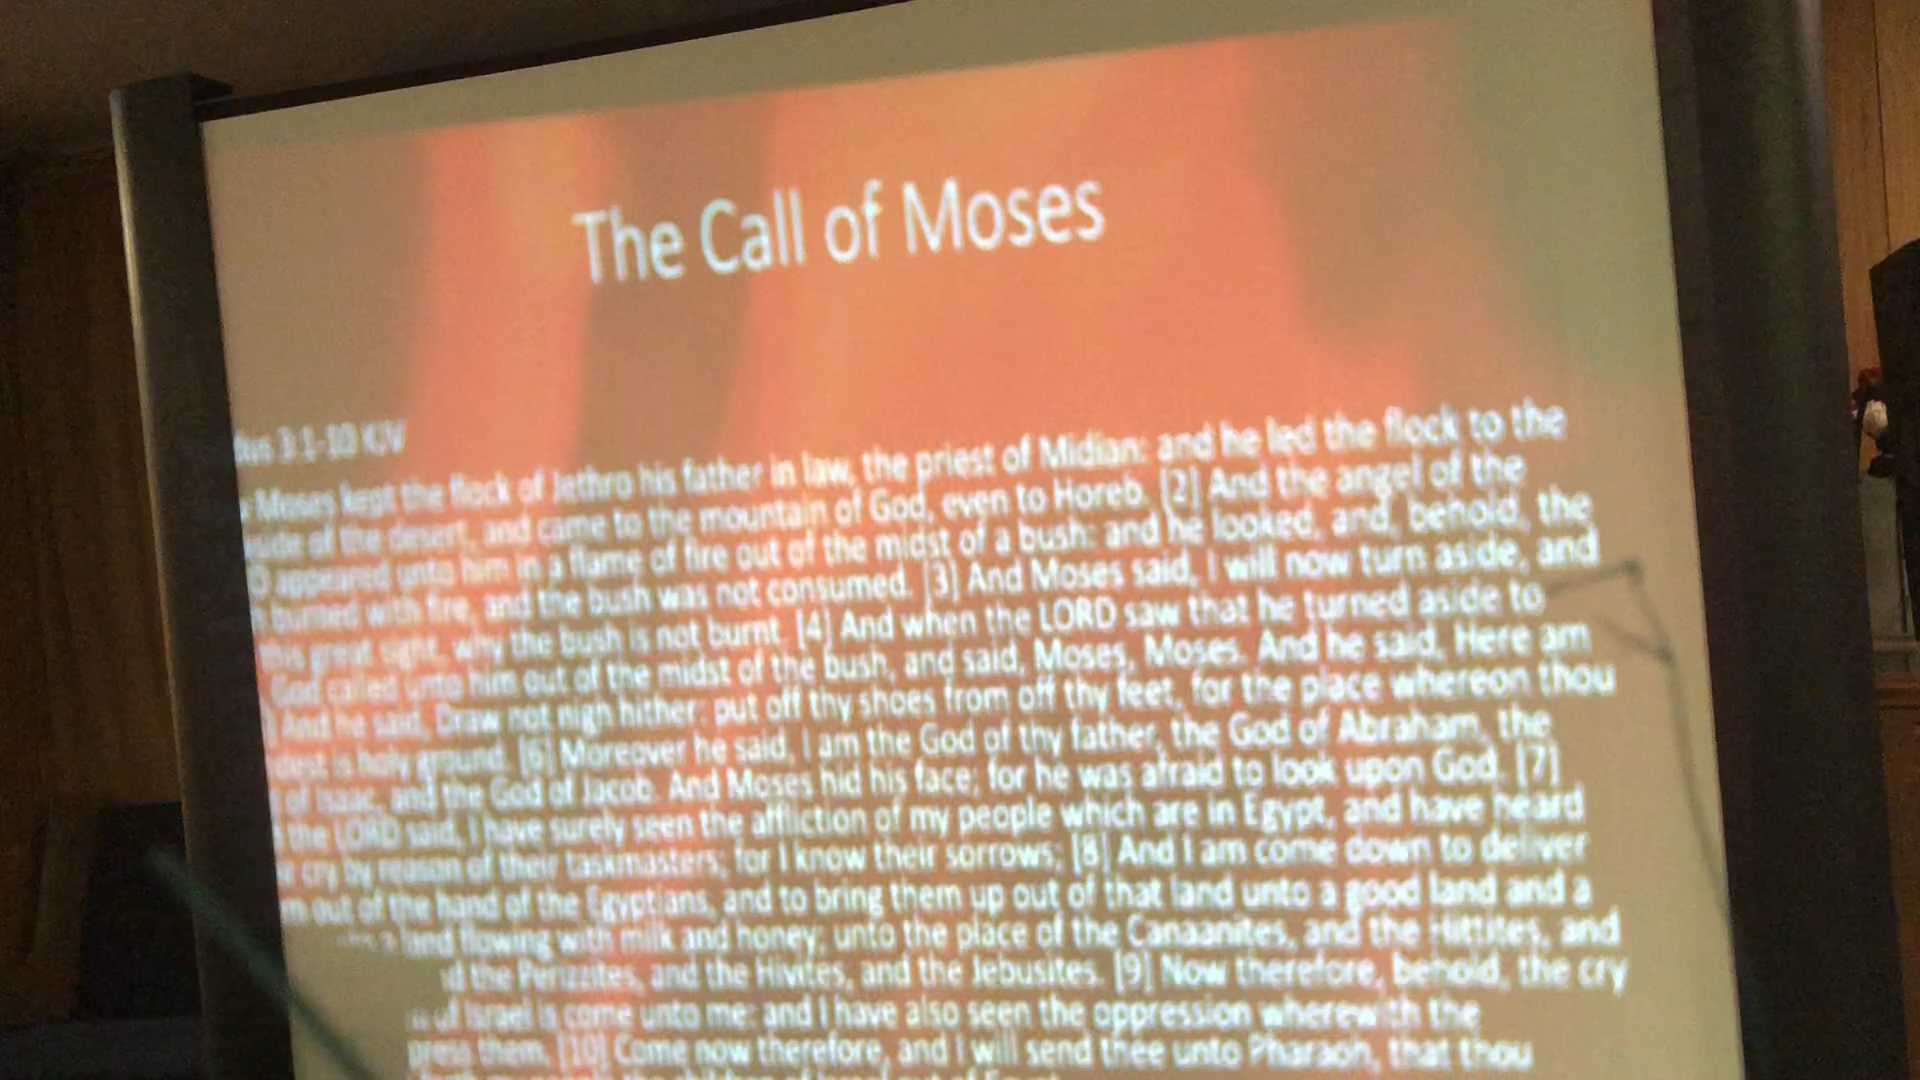 The Call of Moses
3:1-10 KJV
Moses kept the flock of Jethro his father in law, the priest of Midian: and he led the flock to the
of the desert, and came to the mountain of God, even to Horeb. [2] And the angel of the
appeared unto him in a flame of fire out of the midst of a bush: and he looked, and, behold, the
burned with fire, and the bush was not consumed. [3] And Moses said, I will now turn aside, and
this great sight, why the bush is not burnt. [4] And when the LORD saw that he turned aside to
God called unto him out of the midst of the bush, and said, Moses, Moses. And he said, Here am
And he said, Draw not nigh hither: put off thy shoes from off thy feet, for the place whereon thou
is holy ground. [6] Moreover he said, I am the God of thy father, the God of Abraham, the
of Isaac, and the God of Jacob. And Moses hid his face; for he was afraid to look upon God. [7]
the LORD said, I have surely seen the affliction of my people which are in Egypt, and have heard
cry by reason of their taskmasters; for I know their sorrows; [8] And I am come down to deliver
out of the hand of the Egyptians, and to bring them up out of that land unto a good land and a
a land flowing with milk and honey; unto the place of the Canaanites, and the Hittites, and
the Perizzites, and the Hivites, and the Jebusites. [9] Now therefore, behold, the cry
of Israel is come unto me: and I have also seen the oppression wherewith the
press them. [10] Come now therefore, and I will send thee unto Pharaoh, that thou